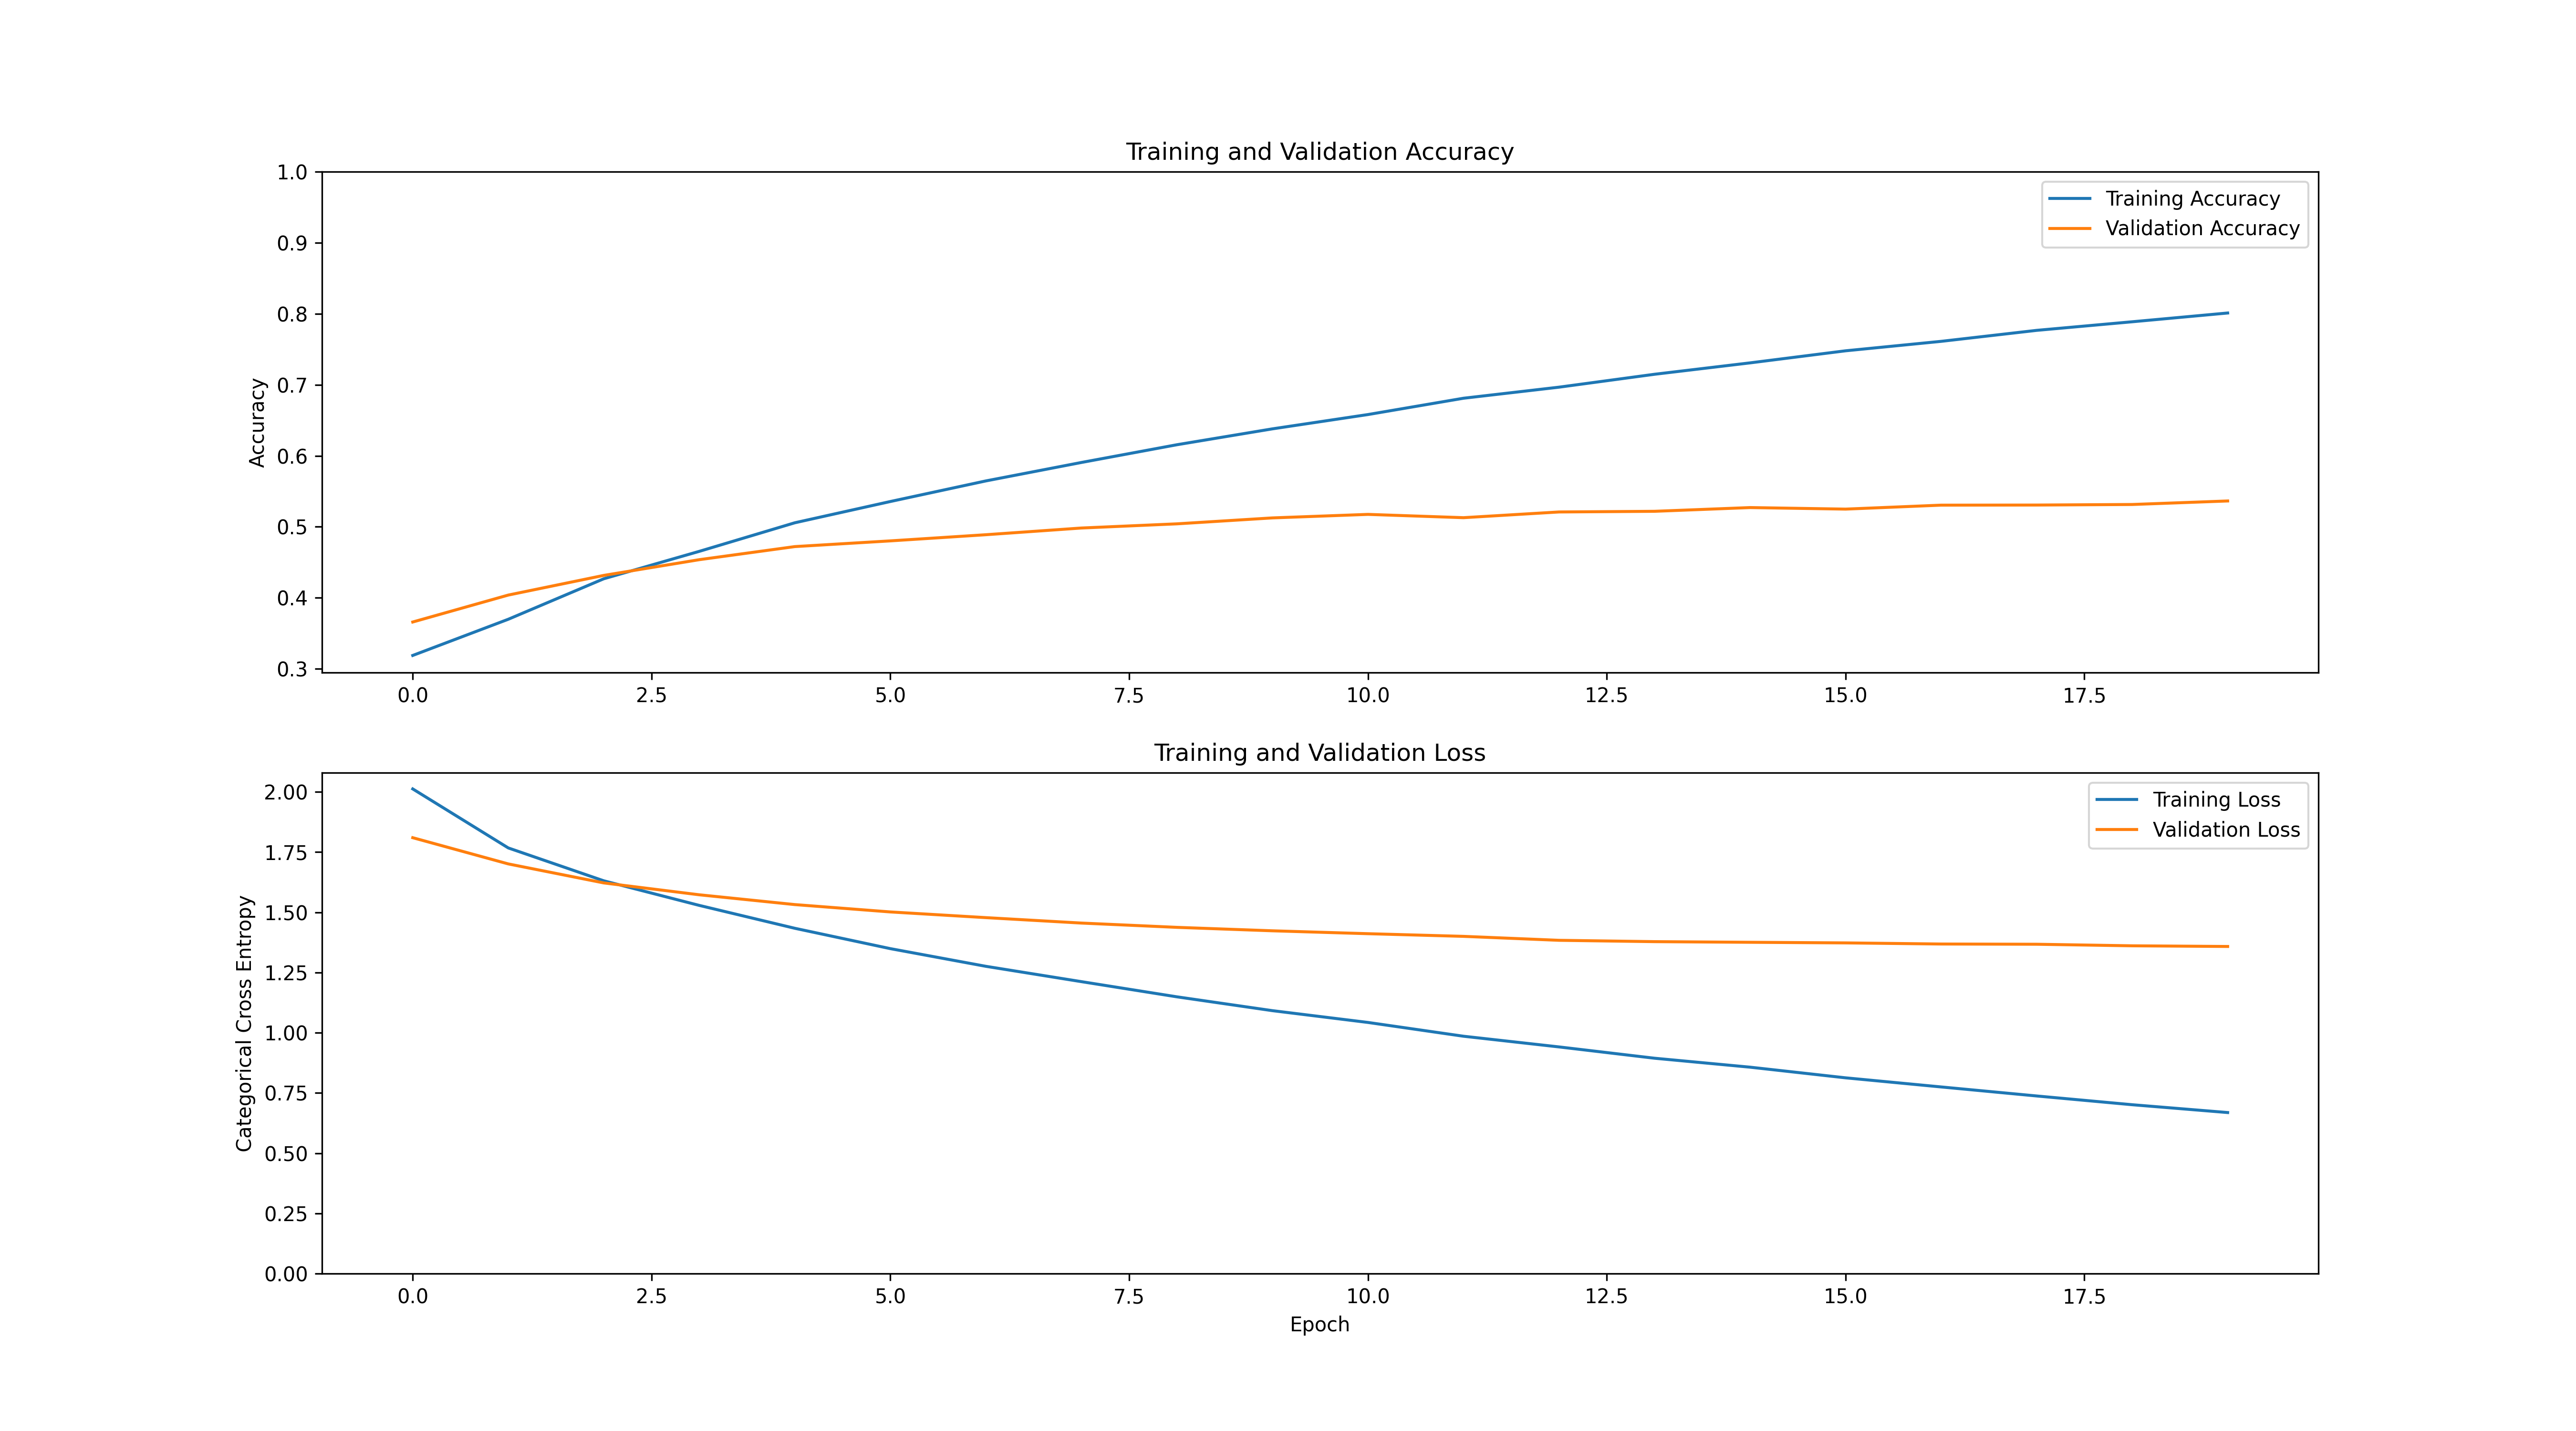 Training and Validation Accuracy
1.0
0.9
0.8
0.7
0.6
0.5
0.4
0.3
Accuracy
Training Accuracy
Validation Accuracy
0.0 2.5 5.0 7.5 10.0 12.5 15.0 17.5
Training and Validation Loss
2.00
1.75
1.50
1.25
1.00
0.75
0.50
0.25
0.00
Categorical Cross Entropy
Training Loss
Validation Loss
0.0 2.5 5.0 7.5 10.0 12.5 15.0 17.5
Epoch